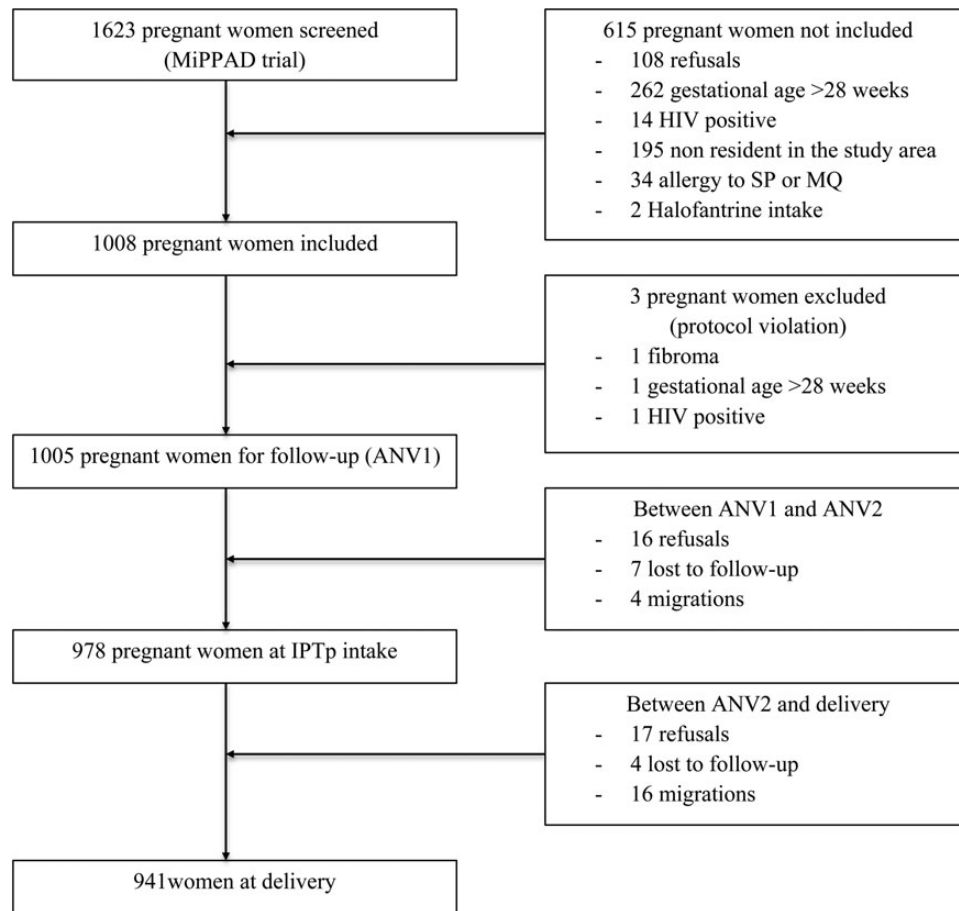 1623 pregnant women screened
(MiPPAD trial)
615 pregnant women not included
- 108 refusals
- 262 gestational age >28 weeks
- 14 HIV positive
- 195 non resident in the study area
- 34 allergy to SP or MQ
- 2 Halofantrine intake
1008 pregnant women included
3 pregnant women excluded
(protocol violation)
- 1 fibroma
- 1 gestational age >28 weeks
- 1 HIV positive
1005 pregnant women for follow-up (ANV1)
Between ANV1 and ANV2
- 16 refusals
- 7 lost to follow-up
- 4 migrations
978 pregnant women at IPTp intake
Between ANV2 and delivery
- 17 refusals
- 4 lost to follow-up
- 16 migrations
941women at delivery